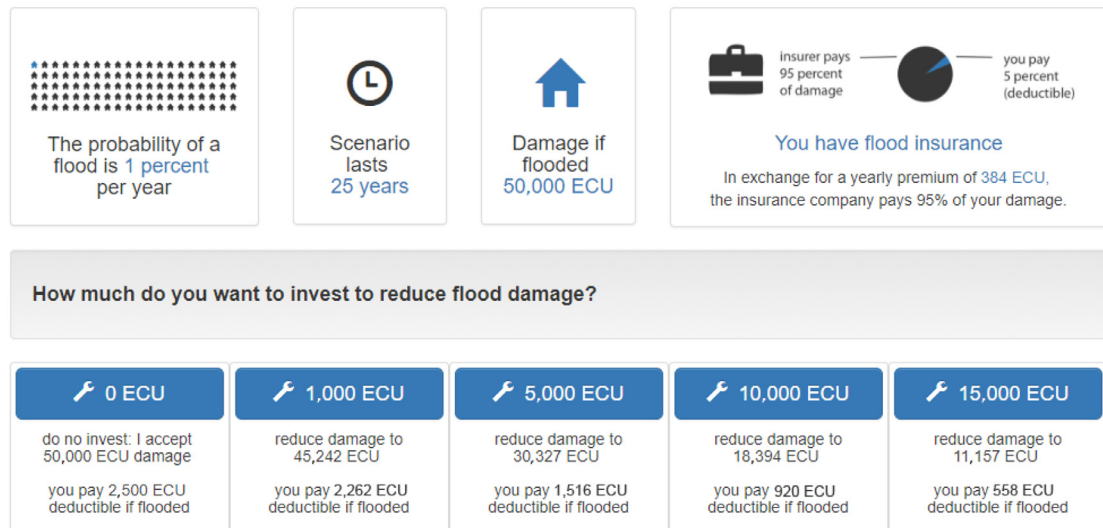 The probability of a
flood is 1 percent
per year
Scenario
lasts
25 years
Damage if
flooded
50,000 ECU
insurer pays
95 percent
of damage
you pay
5 percent
(deductible)
You have flood insurance
In exchange for a yearly premium of 384 ECU,
the insurance company pays 95% of your damage.
How much do you want to invest to reduce flood damage?
0 ECU
do no invest: I accept
50,000 ECU damage
you pay 2,500 ECU
deductible if flooded
1,000 ECU
reduce damage to
45,242 ECU
you pay 2,262 ECU
deductible if flooded
5,000 ECU
reduce damage to
30,327 ECU
you pay 1,516 ECU
deductible if flooded
10,000 ECU
reduce damage to
18,394 ECU
you pay 920 ECU
deductible if flooded
15,000 ECU
reduce damage to
11,157 ECU
you pay 558 ECU
deductible if flooded